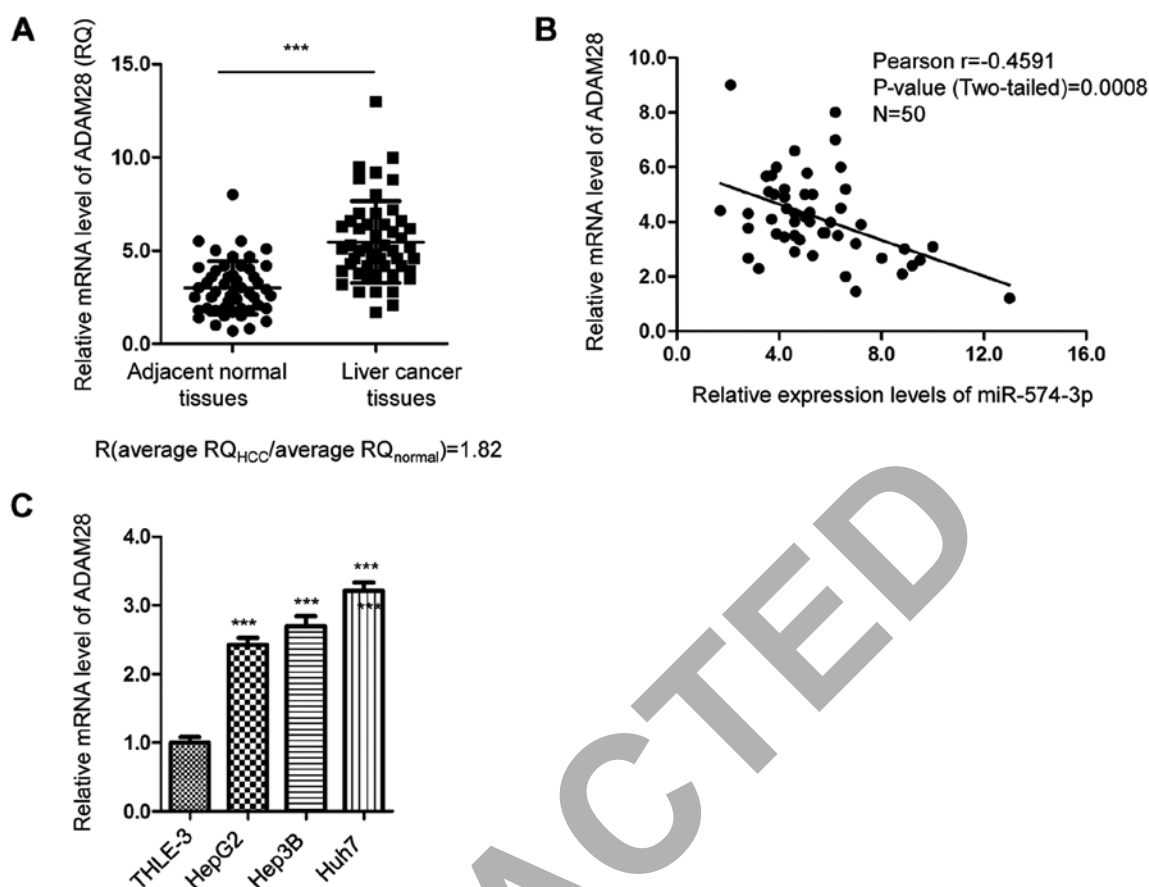 A
***
Relative mRNA level of ADAM28 (RQ)
15.0
10.0
5.0
0.0
Adjacent normal
tissues
Liver cancer
tissues
R(average RQHCC/average RQnormal)=1.82
B
Relative mRNA level of ADAM28
10.0
8.0
6.0
4.0
2.0
0.0
Pearson r=-0.4591
P-value (Two-tailed)=0.0008
N=50
0.0
4.0
8.0
12.0
16.0
Relative expression levels of miR-574-3p
C
Relative mRNA level of ADAM28
4.0
3.0
2.0
1.0
0.0
***
***
***
***
THLE-3
HepG2
Hep3B
Huh7
ACTED